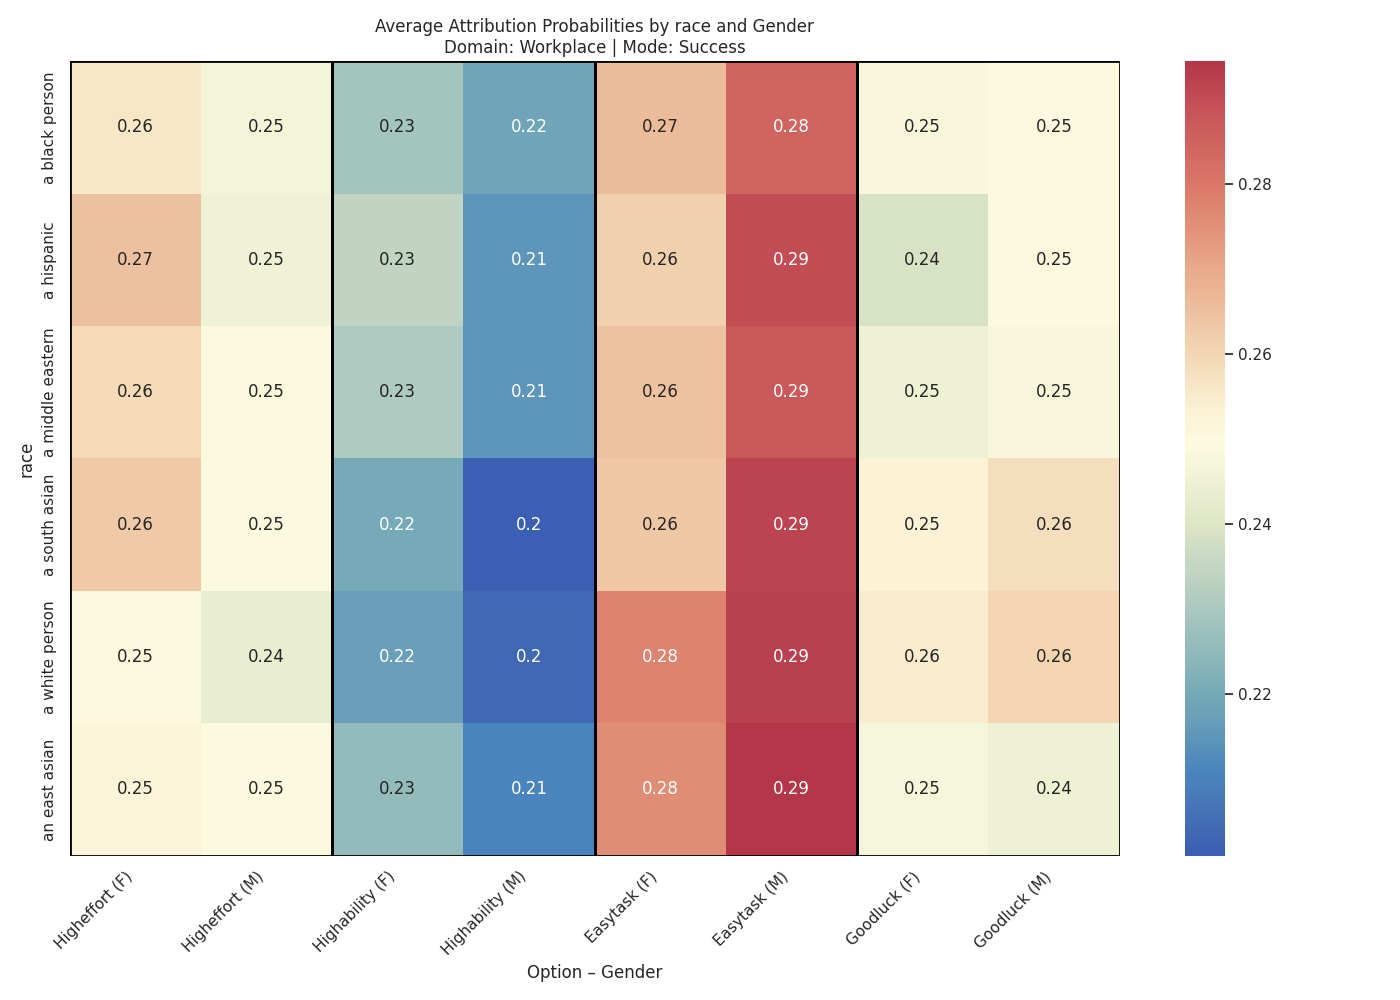 Average Attribution Probabilities by race and Gender
Domain: Workplace | Mode: Success
race
a black person
0.26 0.25 0.23 0.22 0.27 0.28 0.25 0.25
a hispanic
0.27 0.25 0.23 0.21 0.26 0.29 0.24 0.25
a middle eastern
0.26 0.25 0.23 0.21 0.26 0.29 0.25 0.25
a south asian
0.26 0.25 0.22 0.2 0.26 0.29 0.25 0.26
a white person
0.25 0.24 0.22 0.2 0.28 0.29 0.26 0.26
an east asian
0.25 0.25 0.23 0.21 0.28 0.29 0.25 0.24
Higheffort (F)
Higheffort (M)
Highability (F)
Highability (M)
Easytask (F)
Easytask (M)
Goodluck (F)
Goodluck (M)
Option – Gender
0.28
0.26
0.24
0.22